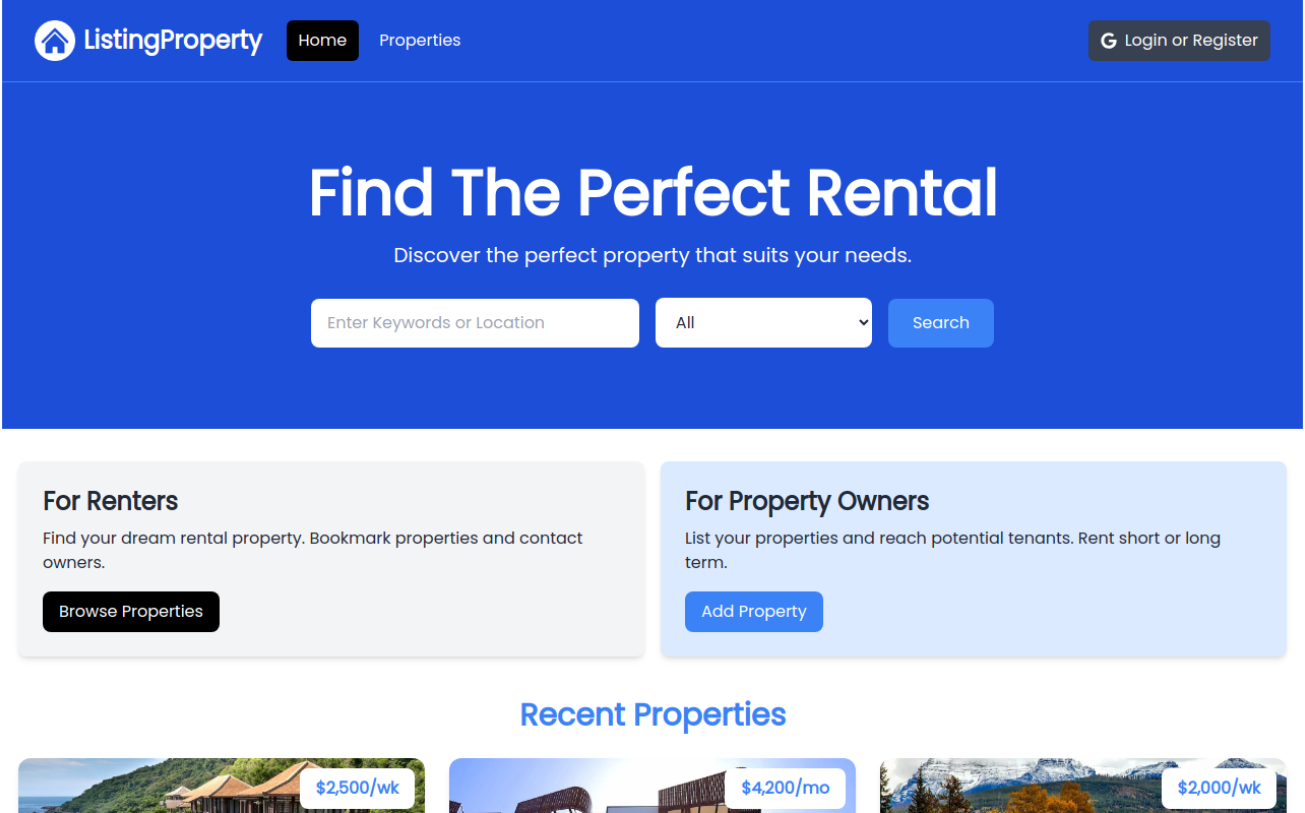 ListingProperty
Home
Properties
Login or Register
Find The Perfect Rental
Discover the perfect property that suits your needs.
Enter Keywords or Location
All
Search
For Renters
Find your dream rental property. Bookmark properties and contact
owners.
Browse Properties
For Property Owners
List your properties and reach potential tenants. Rent short or long
term.
Add Property
Recent Properties
$2,500/wk
$4,200/mo
$2,000/wk